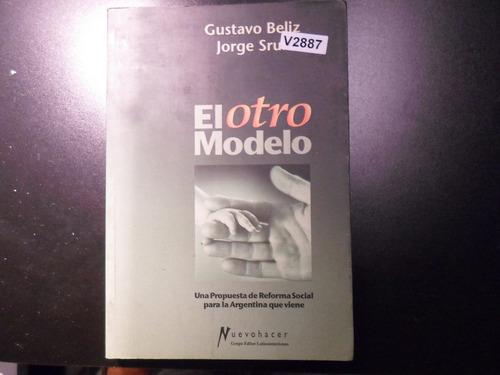 Gustavo Beliz
V2887
Jorge
El otro
Modelo
Una Propuesta de Reforma Social
para la Argentina que viene
Nuevohacer
Grupo Editor Latinoamericano